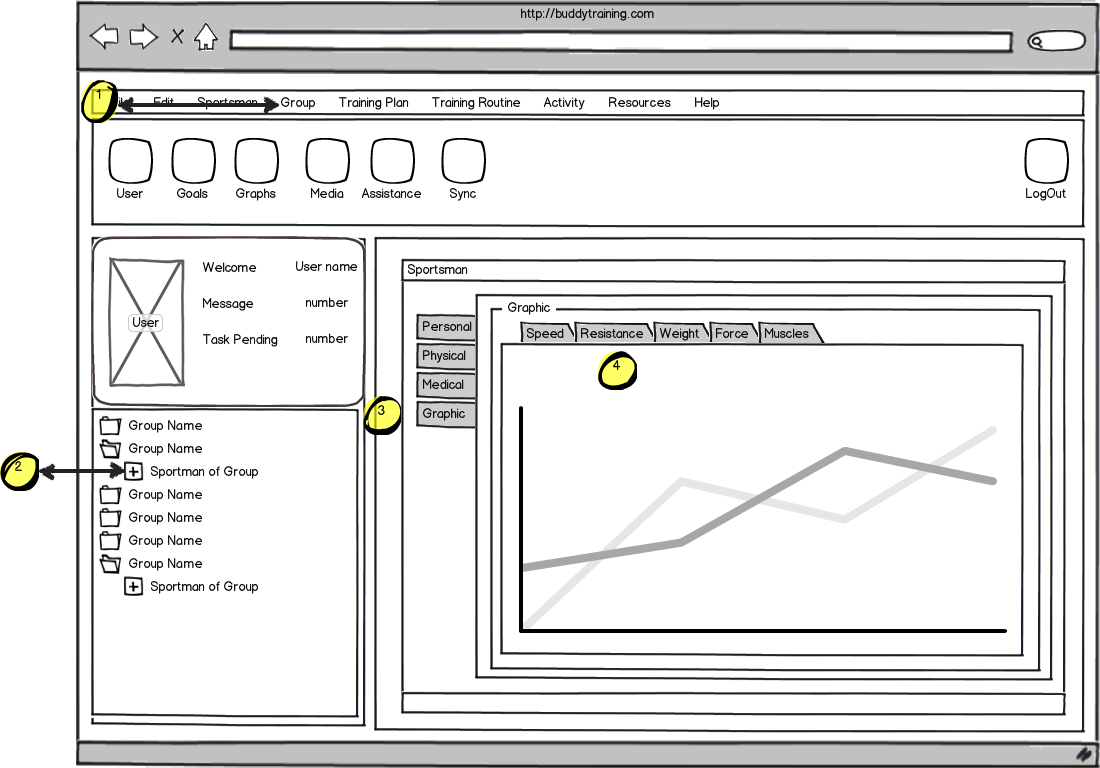 http://buddytraining.com
1
File Edit Sportsman Group Training Plan Training Routine Activity Resources Help
User Goals Graphs Media Assistance Sync LogOut
Welcome User name
Message number
Task Pending number
User
Group Name
Group Name
2
Sportman of Group
Group Name
Group Name
Group Name
Group Name
Sportman of Group
3
Sportsman
Personal
Physical
Medical
Graphic
Graphic
Speed Resistance Weight Force Muscles
4